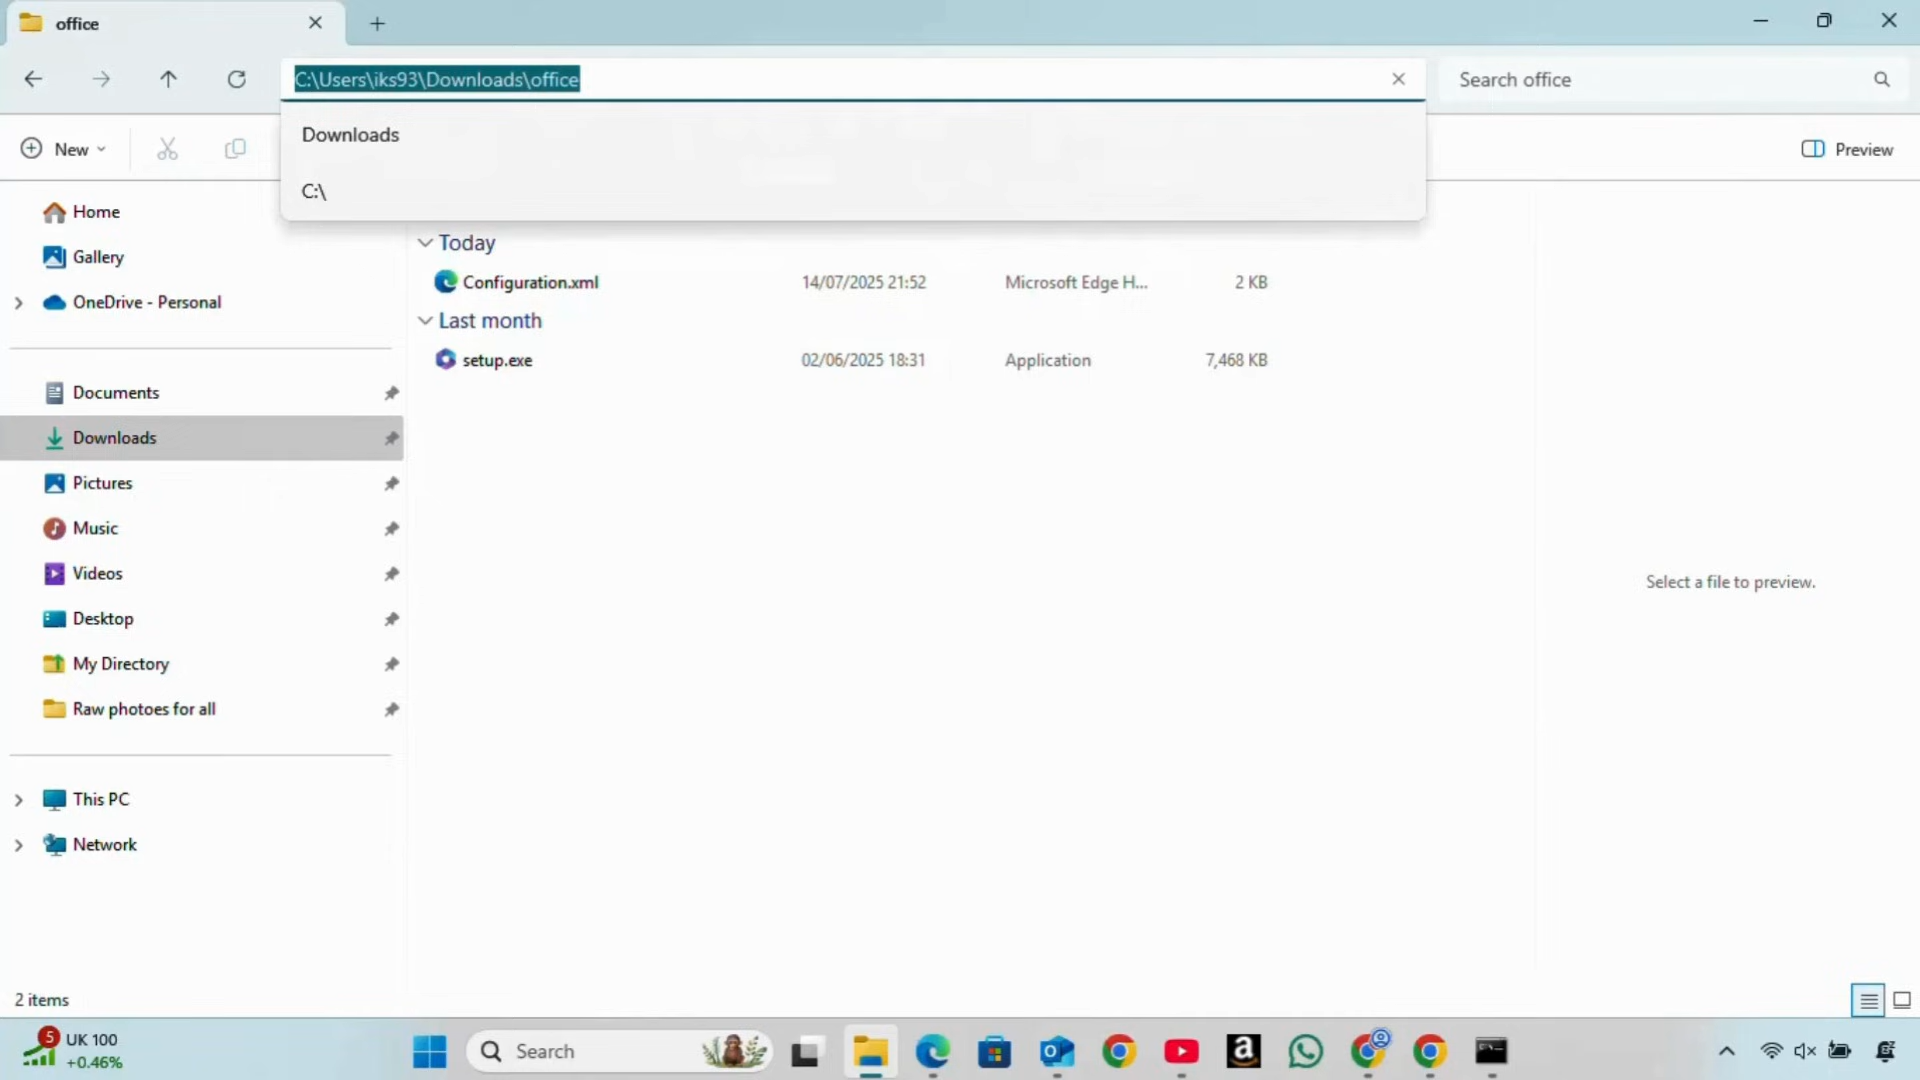 office
C:\Users\iks93\Downloads\office
Search office
Downloads
C:\
New
Preview
Home
Gallery
OneDrive - Personal
Documents
Downloads
Pictures
Music
Videos
Desktop
My Directory
Raw photoes for all
This PC
Network
Today
Configuration.xml 14/07/2025 21:52 Microsoft Edge H... 2 KB
Last month
setup.exe 02/06/2025 18:31 Application 7,468 KB
Select a file to preview.
2 items
5 UK 100
+0.46%
Search